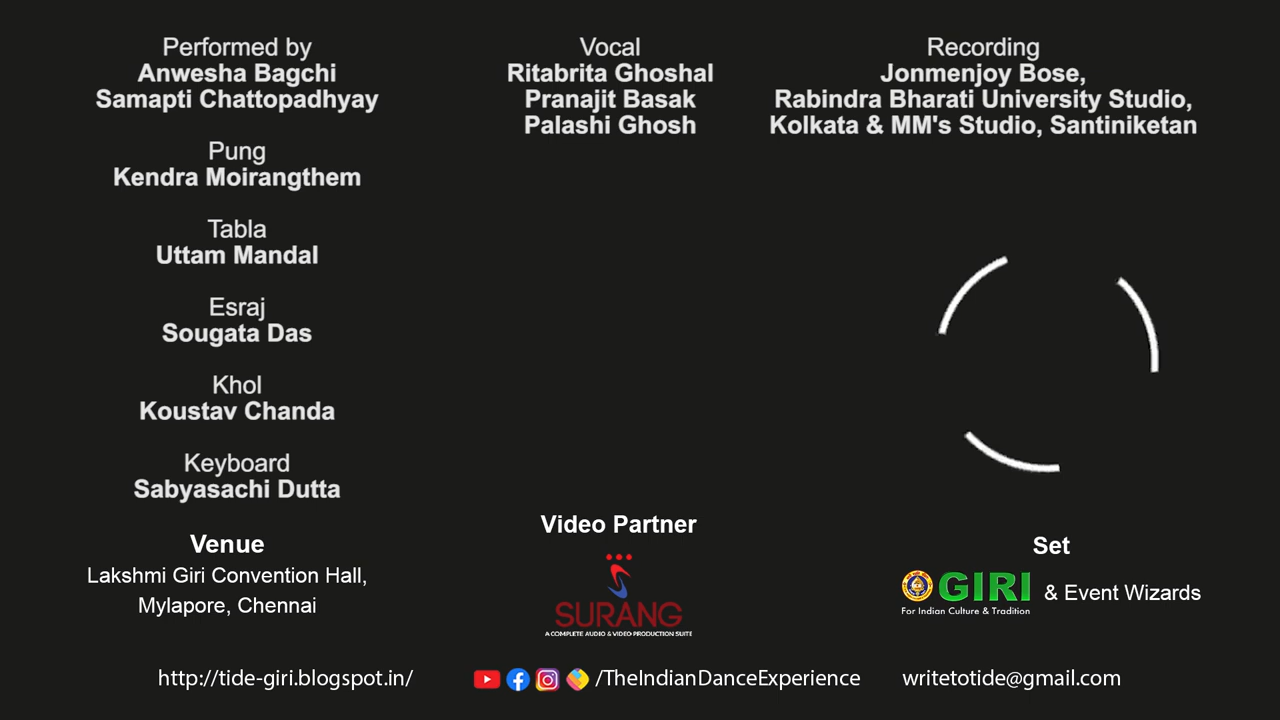 Performed by
Anwesha Bagchi
Samapti Chattopadhyay
Pung
Kendra Moirangthem
Tabla
Uttam Mandal
Esraj
Sougata Das
Khol
Koustav Chanda
Keyboard
Sabyasachi Dutta
Vocal
Ritabrita Ghoshal
Pranajit Basak
Palashi Ghosh
Recording
Jonmenjoy Bose,
Rabindra Bharati University Studio,
Kolkata & MM's Studio, Santiniketan
Venue
Lakshmi Giri Convention Hall,
Mylapore, Chennai
Video Partner
SURANG
A COMPLETE AUDIO & VIDEO PRODUCTION SUITE
Set
GIRI & Event Wizards
For Indian Culture & Tradition
http://tide-giri.blogspot.in/
/TheIndianDanceExperience
writetotide@gmail.com